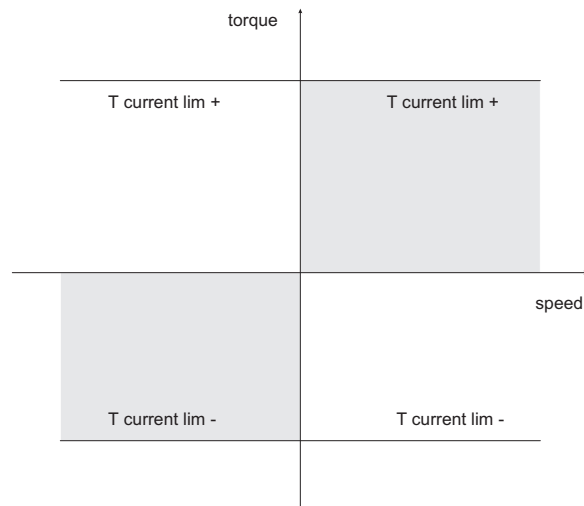 torque
speed
T current lim +
T current lim +
T current lim -
T current lim -